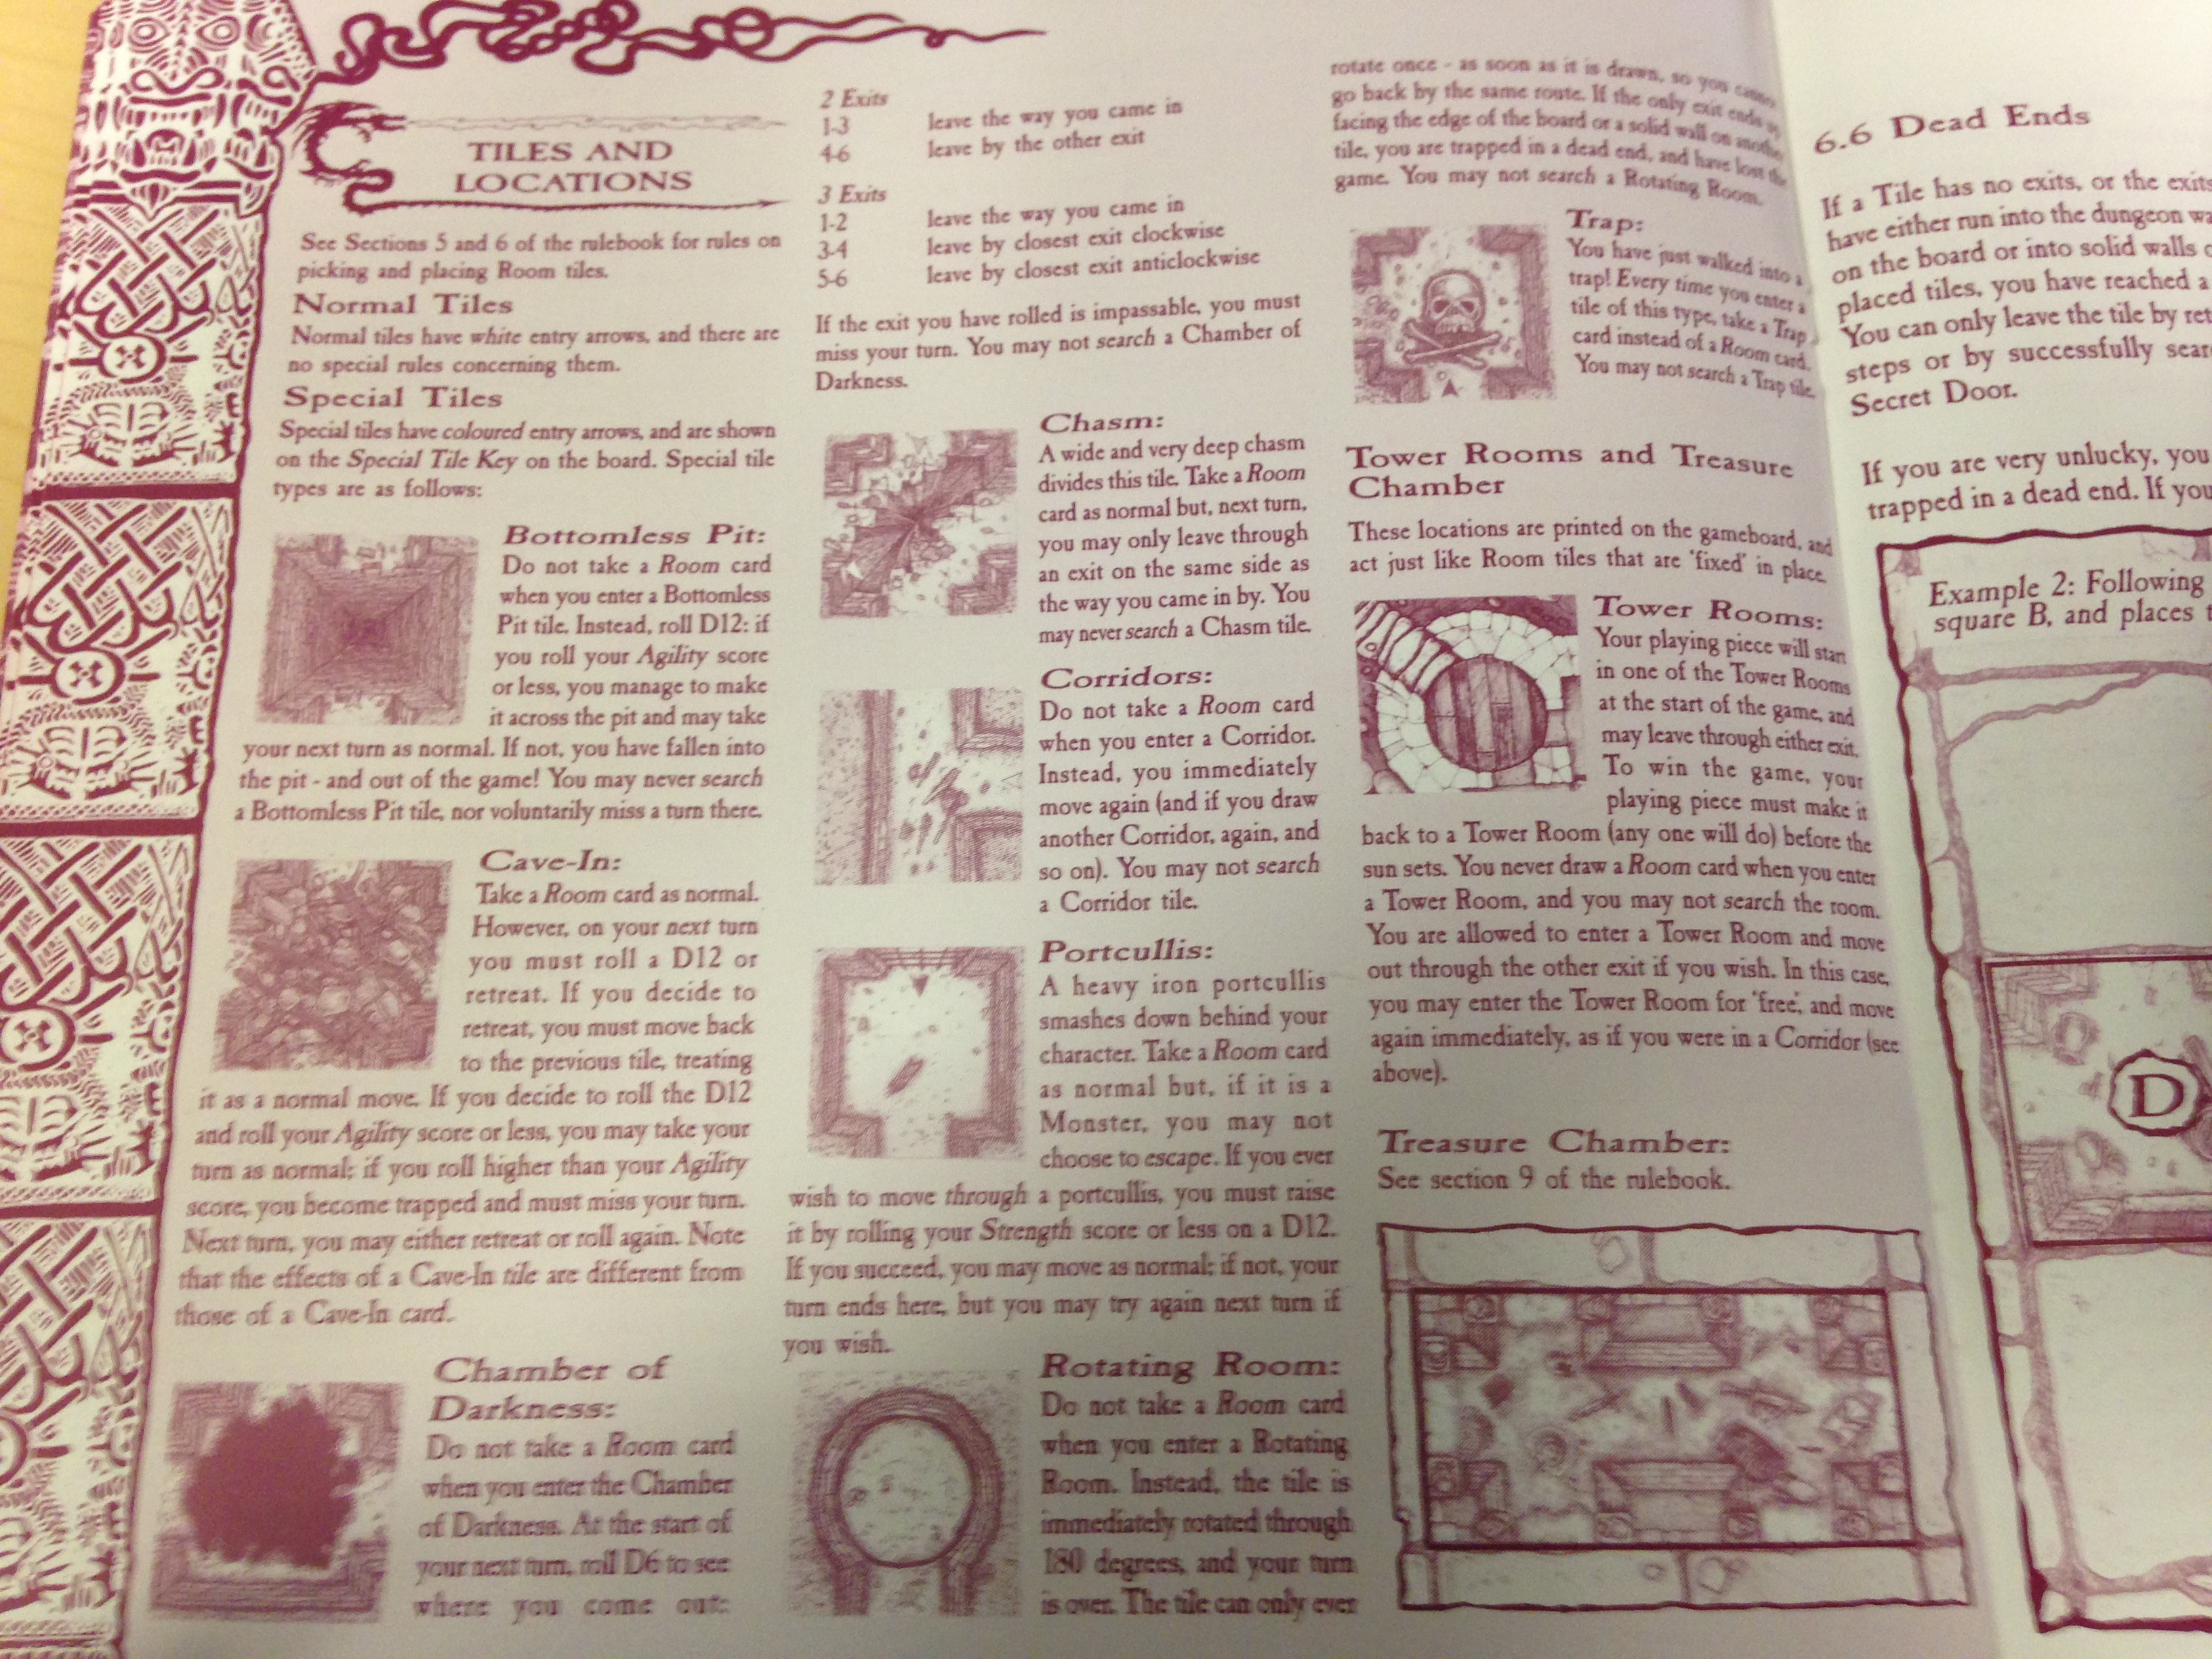 TILES AND
LOCATIONS
See Sections 5 and 6 of the rulebook for rules on
picking and placing Room tiles.
Normal Tiles
Normal tiles have white entry arrows, and there are
no special rules concerning them.
Special Tiles
Special tiles have coloured entry arrows, and are shown
on the Special Tile Key on the board. Special tile
types are as follows:
Bottomless Pit:
Do not take a Room card
when you enter a Bottomless
Pit tile. Instead, roll D12: if
you roll your Agility score
or less, you manage to make
it across the pit and may take
your next turn as normal. If not, you have fallen into
the pit - and out of the game! You may never search
a Bottomless Pit tile, nor voluntarily miss a turn there.
Cave-In:
Take a Room card as normal.
However, on your next turn
you must roll a D12 or
retreat. If you decide to
retreat, you must move back
to the previous tile, treating
it as a normal move. If you decide to roll the D12
and roll your Agility score or less, you may take your
turn as normal; if you roll higher than your Agility
score, you become trapped and must miss your turn.
Next turn, you may either retreat or roll again. Note
that the effects of a Cave-In tile are different from
those of a Cave-In card.
Chamber of
Darkness:
Do not take a Room card
when you enter the Chamber
of Darkness. At the start of
your next turn, roll D6 to see
where you come out:
2 Exits
1-3 leave the way you came in
4-6 leave by the other exit
3 Exits
1-2 leave the way you came in
3-4 leave by closest exit clockwise
5-6 leave by closest exit anticlockwise
If the exit you have rolled is impassable, you must
miss your turn. You may not search a Chamber of
Darkness.
Chasm:
A wide and very deep chasm
divides this tile. Take a Room
card as normal but, next turn,
you may only leave through
an exit on the same side as
the way you came in by. You
may never search a Chasm tile.
Corridors:
Do not take a Room card
when you enter a Corridor.
Instead, you immediately
move again (and if you draw
another Corridor, again, and
so on). You may not search
a Corridor tile.
Portcullis:
A heavy iron portcullis
smashes down behind your
character. Take a Room card
as normal but, if it is a
Monster, you may not
choose to escape. If you ever
wish to move through a portcullis, you must raise
it by rolling your Strength score or less on a D12.
If you succeed, you may move as normal; if not, your
turn ends here, but you may try again next turn if
you wish.
Rotating Room:
Do not take a Room card
when you enter a Rotating
Room. Instead, the tile is
immediately rotated through
180 degrees, and your turn
is over. The tile can only ever
rotate once - as soon as it is drawn, so you cannot
go back by the same route. If the only exit ends up
facing the edge of the board or a solid wall on another
tile, you are trapped in a dead end, and have lost the
game. You may not search a Rotating Room.
Trap:
You have just walked into a
trap! Every time you enter a
tile of this type, take a Trap
card instead of a Room card.
You may not search a Trap tile.
Tower Rooms and Treasure
Chamber
These locations are printed on the gameboard, and
act just like Room tiles that are 'fixed' in place.
Tower Rooms:
Your playing piece will start
in one of the Tower Rooms
at the start of the game, and
may leave through either exit.
To win the game, your
playing piece must make it
back to a Tower Room (any one will do) before the
sun sets. You never draw a Room card when you enter
a Tower Room, and you may not search the room.
You are allowed to enter a Tower Room and move
out through the other exit if you wish. In this case,
you may enter the Tower Room for 'free', and move
again immediately, as if you were in a Corridor (see
above).
Treasure Chamber:
See section 9 of the rulebook.
6.6 Dead Ends
If a Tile has no exits, or the exits
have either run into the dungeon
on the board or into solid walls
placed tiles, you have reached a
You can only leave the tile by
steps or by successfully
Secret Door.
If you are very unlucky, you
trapped in a dead end. If you
Example 2: Following
square B, and places
D